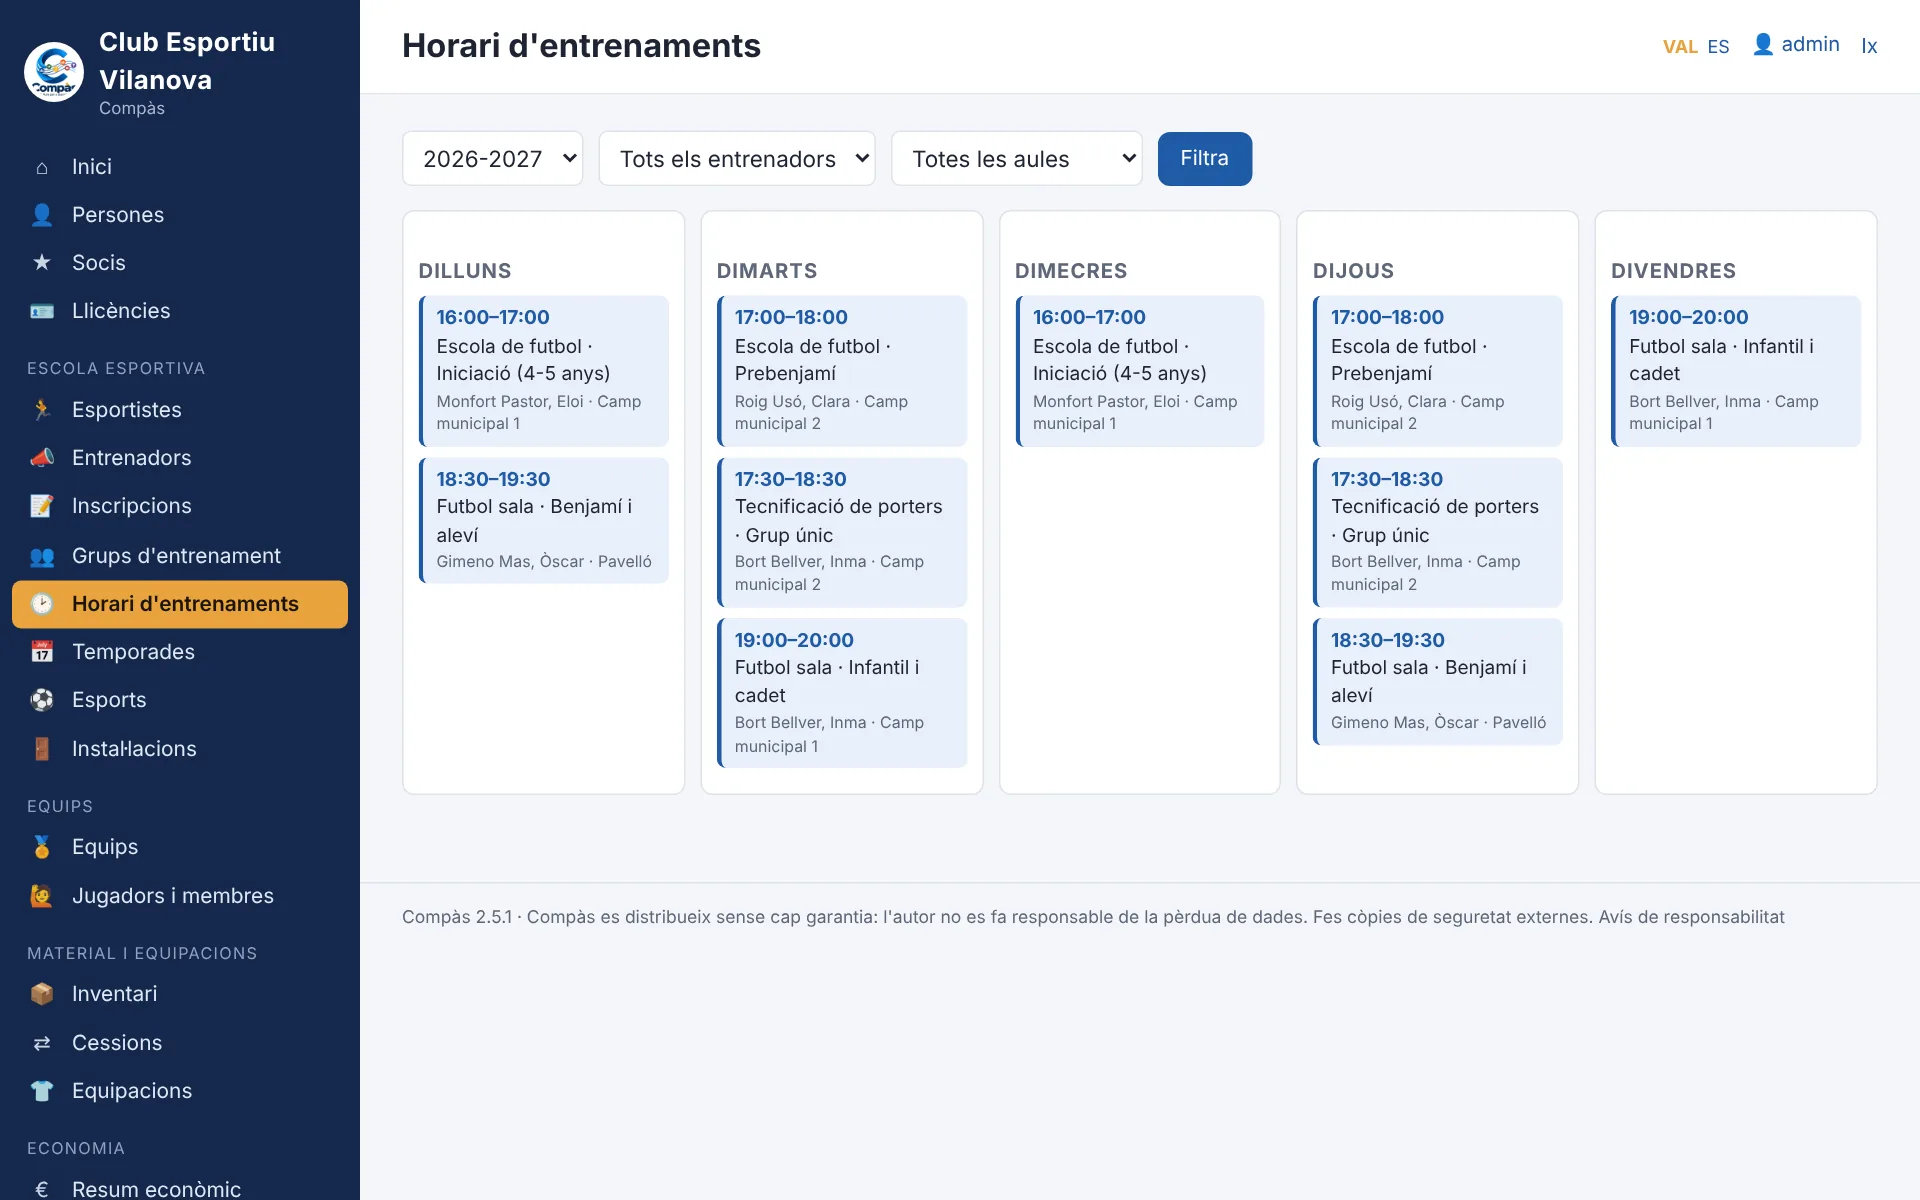 Club Esportiu
Vilanova
Compàs
Compàs
Inici
Persones
Socis
Llicències
ESCOLA ESPORTIVA
Esportistes
Entrenadors
Inscripcions
Grups d'entrenament
Horari d'entrenaments
Temporades
Esports
Instal·lacions
EQUIPS
Equips
Jugadors i membres
MATERIAL I EQUIPACIONS
Inventari
Cessions
Equipacions
ECONOMIA
€ Resum econòmic
Horari d'entrenaments
VAL ES admin Ix
2026-2027 Tots els entrenadors Totes les aules Filtra
DILLUNS
16:00–17:00
Escola de futbol ·
Iniciació (4-5 anys)
Monfort Pastor, Eloi · Camp
municipal 1
18:30–19:30
Futbol sala · Benjamí i
aleví
Gimeno Mas, Òscar · Pavelló
DIMARTS
17:00–18:00
Escola de futbol ·
Prebenjamí
Roig Usó, Clara · Camp
municipal 2
17:30–18:30
Tecnificació de porters
· Grup únic
Bort Bellver, Inma · Camp
municipal 2
19:00–20:00
Futbol sala · Infantil i
cadet
Bort Bellver, Inma · Camp
municipal 1
DIMECRES
16:00–17:00
Escola de futbol ·
Iniciació (4-5 anys)
Monfort Pastor, Eloi · Camp
municipal 1
DIJOUS
17:00–18:00
Escola de futbol ·
Prebenjamí
Roig Usó, Clara · Camp
municipal 2
17:30–18:30
Tecnificació de porters
· Grup únic
Bort Bellver, Inma · Camp
municipal 2
18:30–19:30
Futbol sala · Benjamí i
aleví
Gimeno Mas, Òscar · Pavelló
DIVENDRES
19:00–20:00
Futbol sala · Infantil i
cadet
Bort Bellver, Inma · Camp
municipal 1
Compàs 2.5.1 · Compàs es distribueix sense cap garantia: l'autor no es fa responsable de la pèrdua de dades. Fes còpies de seguretat externes. Avís de responsabilitat